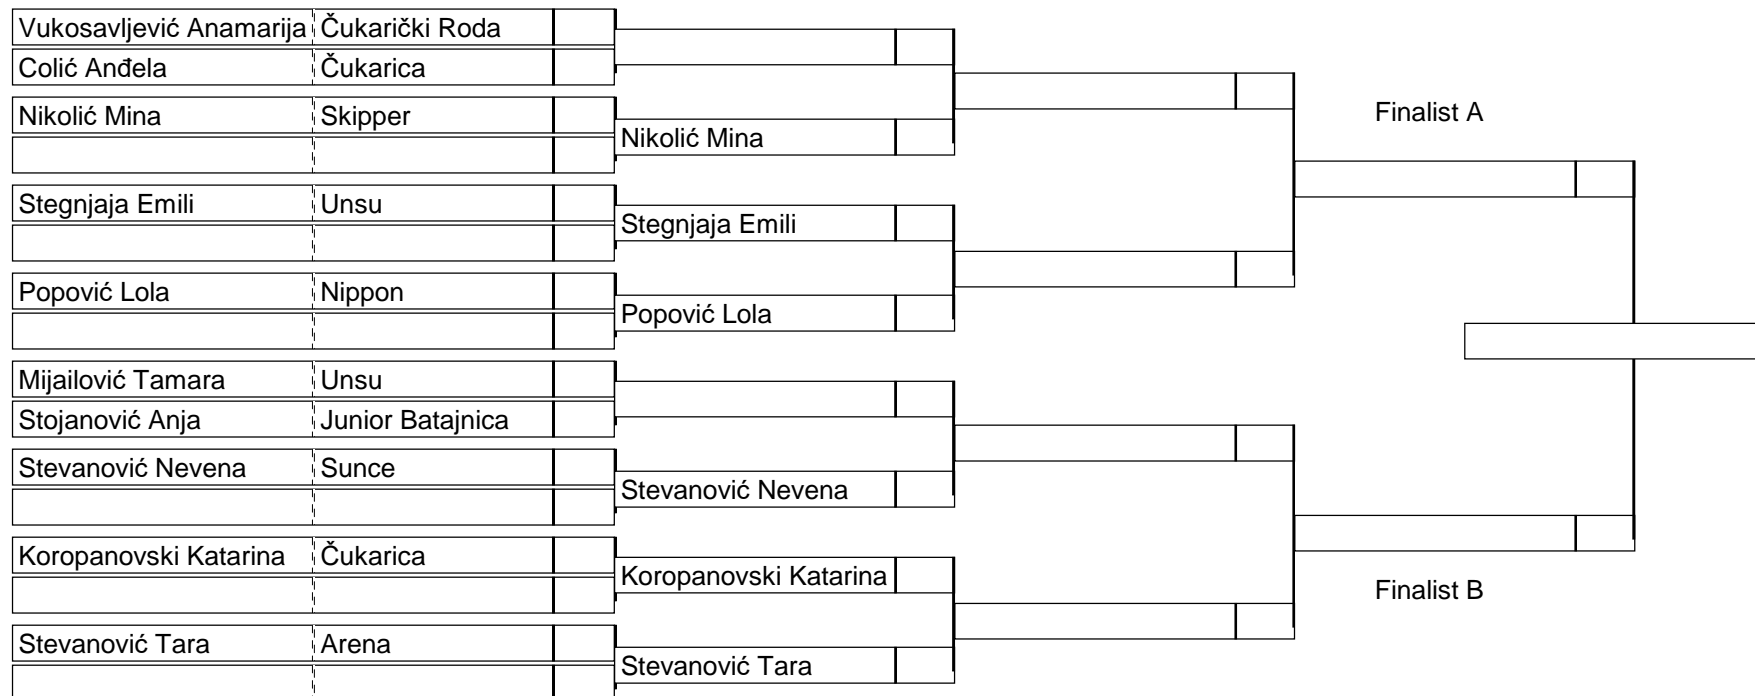 Vukosavljević Anamarija Čukarički Roda
Colić Anđela Čukarica
Nikolić Mina Skipper
Nikolić Mina
Stegnjaja Emili Unsu
Stegnjaja Emili
Popović Lola Nippon
Popović Lola
Mijailović Tamara Unsu
Stojanović Anja Junior Batajnica
Stevanović Nevena Sunce
Stevanović Nevena
Koropanovski Katarina Čukarica
Koropanovski Katarina
Stevanović Tara Arena
Stevanović Tara
Finalist A
Finalist B